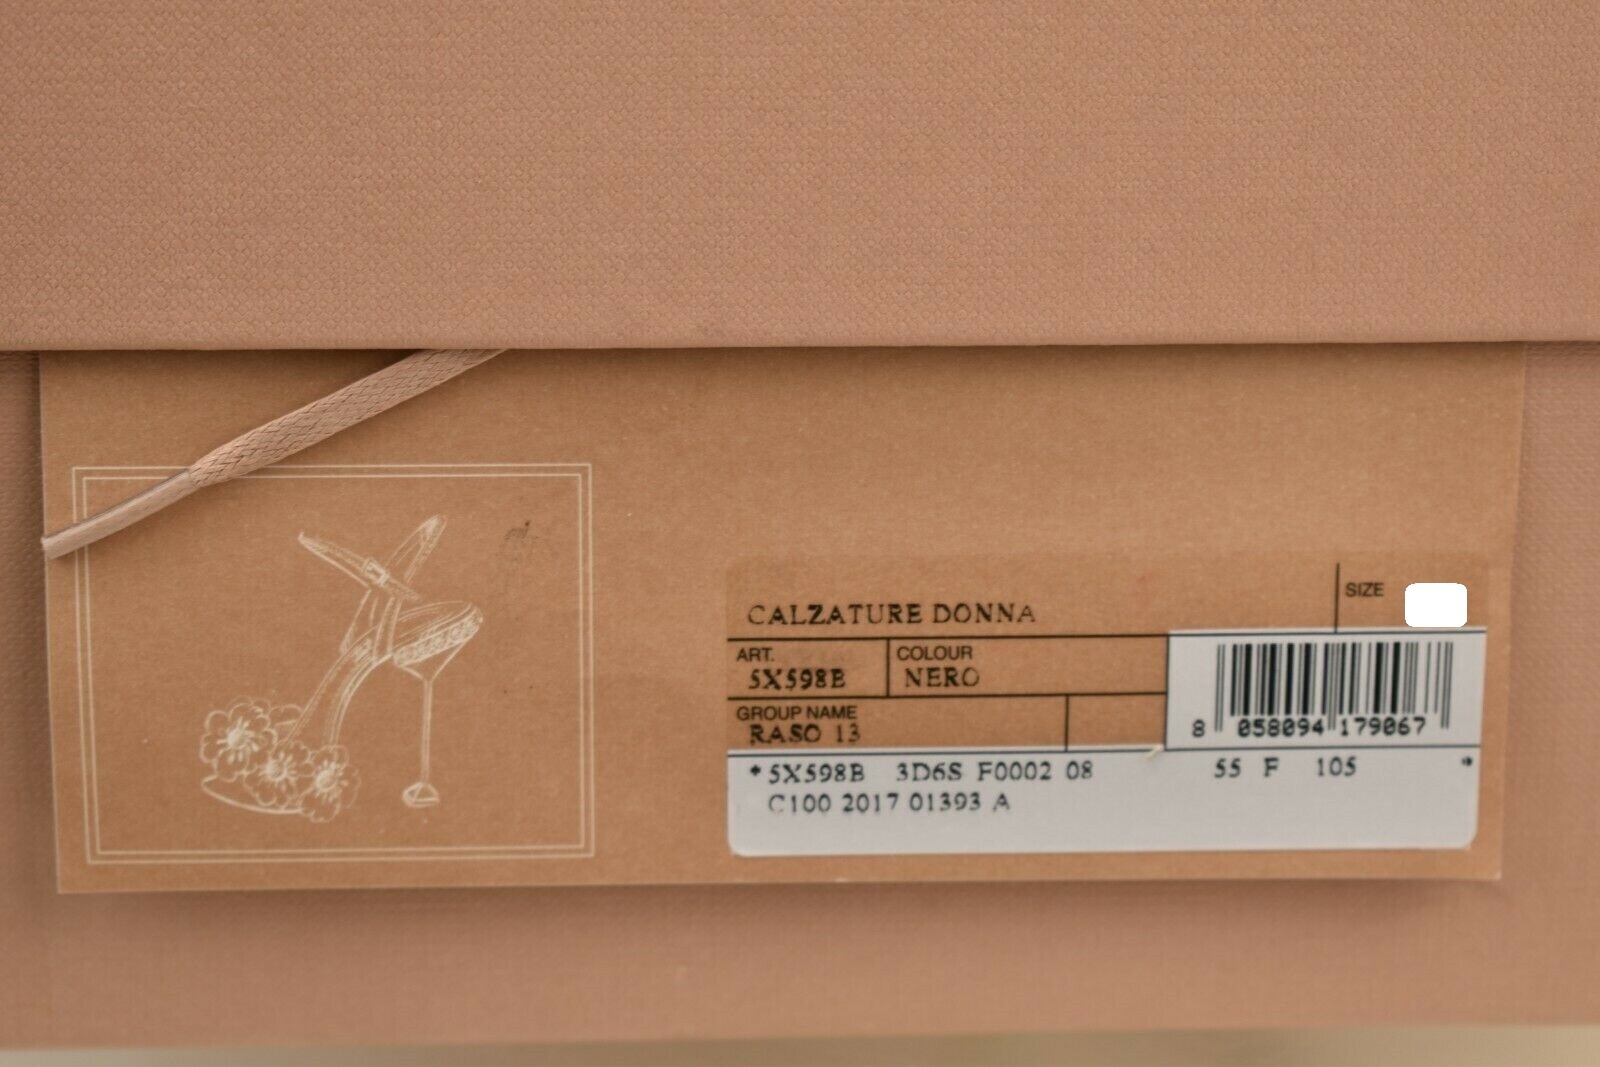 CALZATURE DONNA
SIZE
ART.
5X598B
COLOUR
NERO
GROUP NAME
RASO 13
8 058094 179067
*5X598B 3D6S F0002 08 55 F 105 *
C100 2017 01393 A